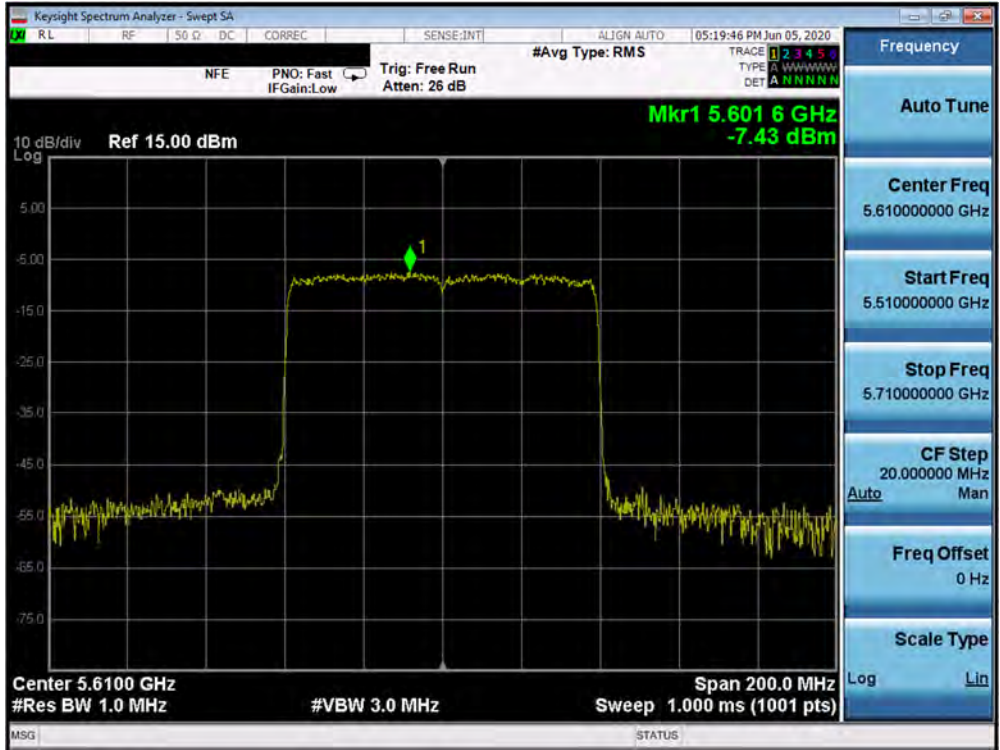 Keysight Spectrum Analyzer - Swept SA
LXI RL RF 50 Ω DC CORREC SENSE:INT ALIGN AUTO 05:19:46 PM Jun 05, 2020
#Avg Type: RMS TRACE 1 2 3 4 5 6
NFE PNO: Fast Trig: Free Run TYPE A WWWWW
IFGain:Low Atten: 26 dB DET A N N N N N
Mkr1 5.601 6 GHz
-7.43 dBm
10 dB/div Ref 15.00 dBm
Log
1
5.00
-5.00
-15.0
-25.0
-35.0
-45.0
-55.0
-65.0
-75.0
Center 5.6100 GHz Span 200.0 MHz
#Res BW 1.0 MHz #VBW 3.0 MHz Sweep 1.000 ms (1001 pts)
MSG STATUS
Frequency
Auto Tune
Center Freq
5.610000000 GHz
Start Freq
5.510000000 GHz
Stop Freq
5.710000000 GHz
CF Step
20.000000 MHz
Auto Man
Freq Offset
0 Hz
Scale Type
Log Lin